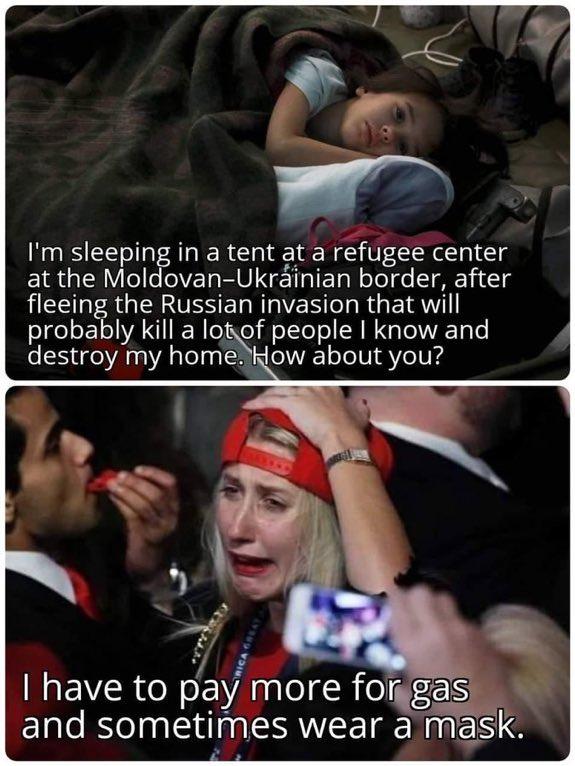 I'm sleeping in a tent at a refugee center
at the Moldovan–Ukrainian border, after
fleeing the Russian invasion that will
probably kill a lot of people I know and
destroy my home. How about you?
RICA GREAT
I have to pay more for gas
and sometimes wear a mask.